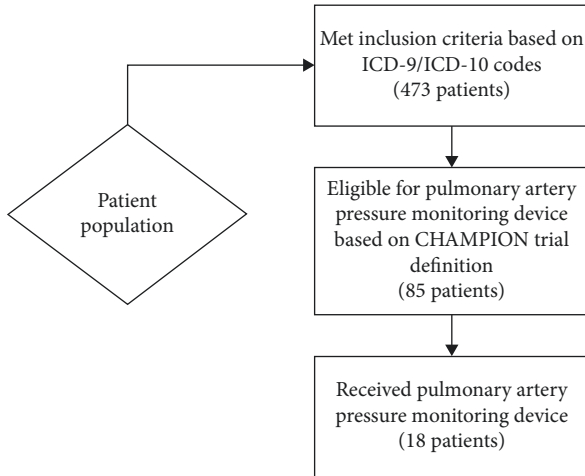 Met inclusion criteria based on
ICD-9/ICD-10 codes
(473 patients)
Patient
population
Eligible for pulmonary artery
pressure monitoring device
based on CHAMPION trial
definition
(85 patients)
Received pulmonary artery
pressure monitoring device
(18 patients)